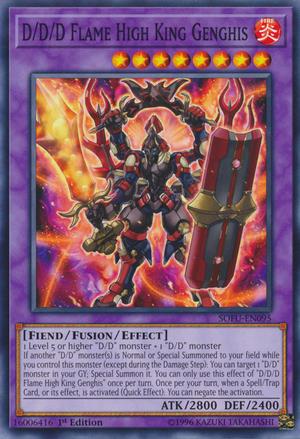 D/D/D FLAME HIGH KING GENGHIS
FIRE
炎
SOFU-EN095
[FIEND/FUSION/EFFECT]
1 Level 5 or higher "D/D" monster + 1 "D/D" monster
If another "D/D" monster(s) is Normal or Special Summoned to your field while
you control this monster (except during the Damage Step): You can target 1 "D/D"
monster in your GY; Special Summon it. You can only use this effect of "D/D/D
Flame High King Genghis" once per turn. Once per your turn, when a Spell/Trap
Card, or its effect, is activated (Quick Effect): You can negate the activation.
ATK/2800 DEF/2400
16006416 1st Edition ©1996 KAZUKI TAKAHASHI